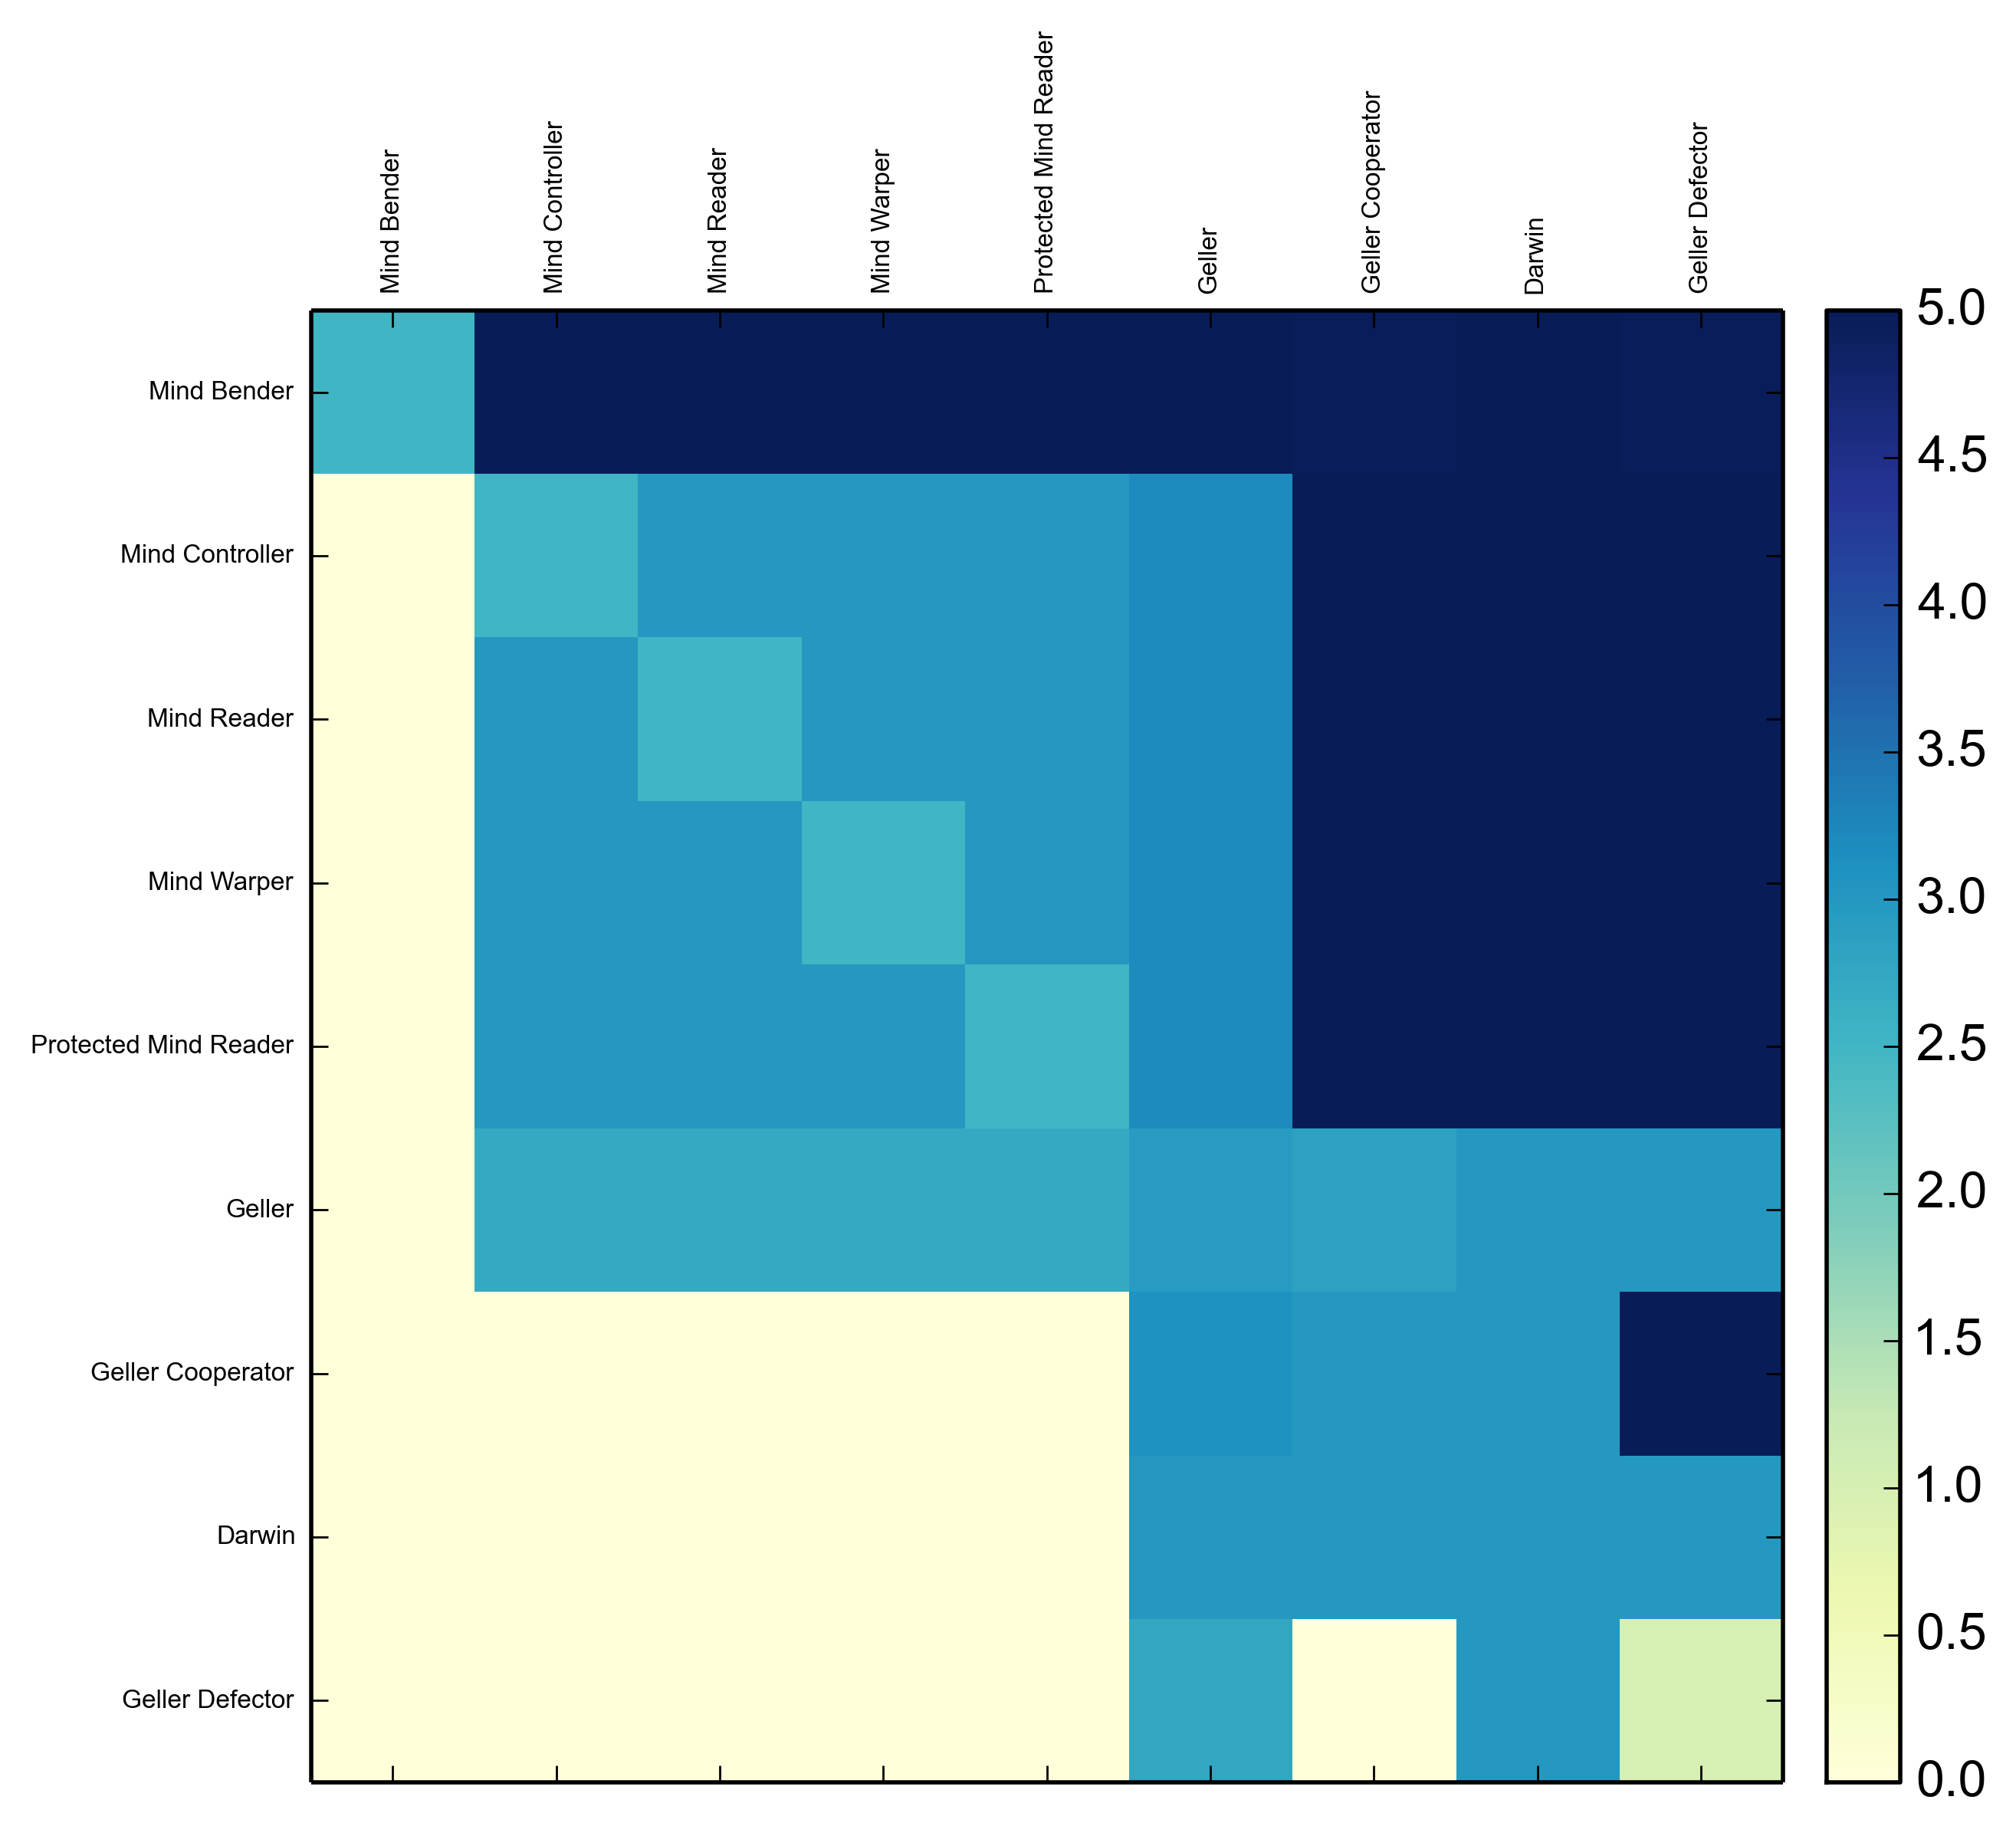 Mind Bender
Mind Controller
Mind Reader
Mind Warper
Protected Mind Reader
Geller
Geller Cooperator
Darwin
Geller Defector
Mind Bender
Mind Controller
Mind Reader
Mind Warper
Protected Mind Reader
Geller
Geller Cooperator
Darwin
Geller Defector
5.0
4.5
4.0
3.5
3.0
2.5
2.0
1.5
1.0
0.5
0.0